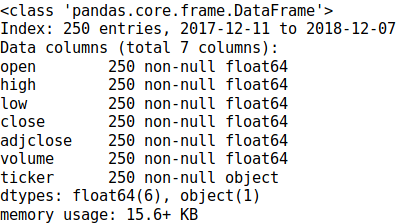 <class 'pandas.core.frame.DataFrame'>
Index: 250 entries, 2017-12-11 to 2018-12-07
Data columns (total 7 columns):
open        250 non-null float64
high        250 non-null float64
low         250 non-null float64
close       250 non-null float64
adjclose    250 non-null float64
volume      250 non-null float64
ticker      250 non-null object
dtypes: float64(6), object(1)
memory usage: 15.6+ KB